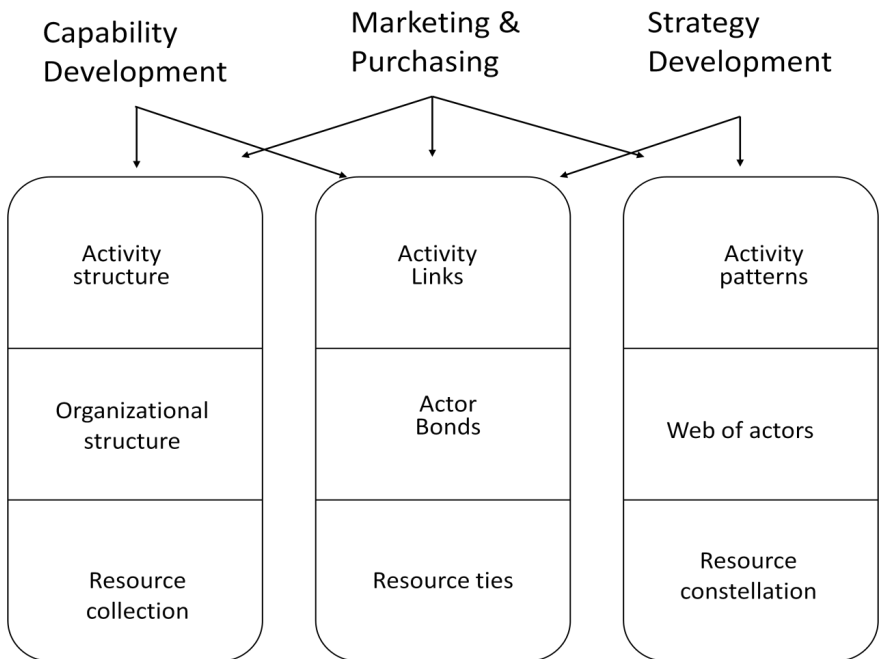 Capability
Development
Marketing &
Purchasing
Strategy
Development
Activity
structure
Activity
Links
Activity
patterns
Organizational
structure
Actor
Bonds
Web of actors
Resource
collection
Resource ties
Resource
constellation